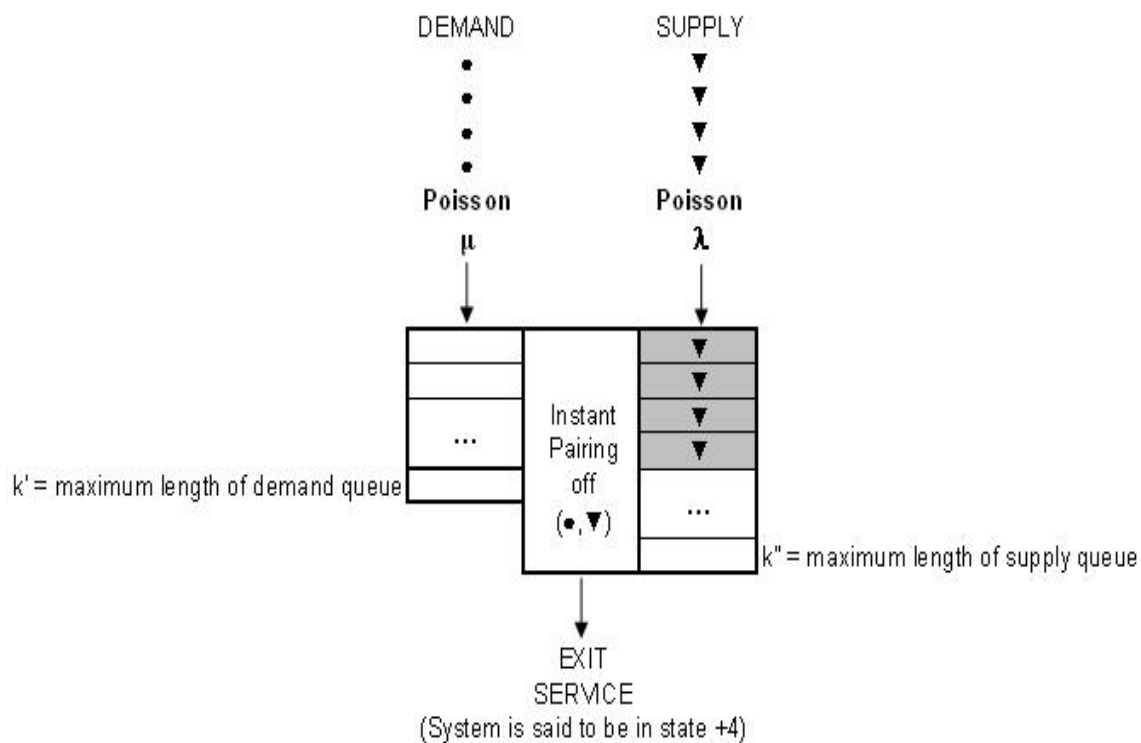 DEMAND SUPPLY
Poisson Poisson
μ λ
Instant
Pairing
off
(●,▼)
...
...
k' = maximum length of demand queue
k" = maximum length of supply queue
EXIT
SERVICE
(System is said to be in state +4)